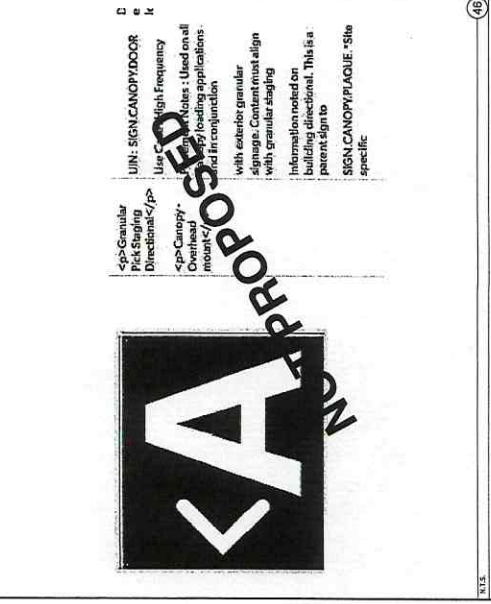 <A
<p>Granular
Pick Staging
Directional</p>
<p>Canopy -
Overhead
mount</
UIN: SIGN.CANOPY.DOOR
Use High Frequency
Notes : Used on all
loading applications
and in conjunction
with exterior granular
signage. Content must align
with granular staging
Information noted on
building directional. This is a
parent sign to
SIGN.CANOPY.PLAQUE. *Site
specific
NOT PROPOSED
N.T.S.
46